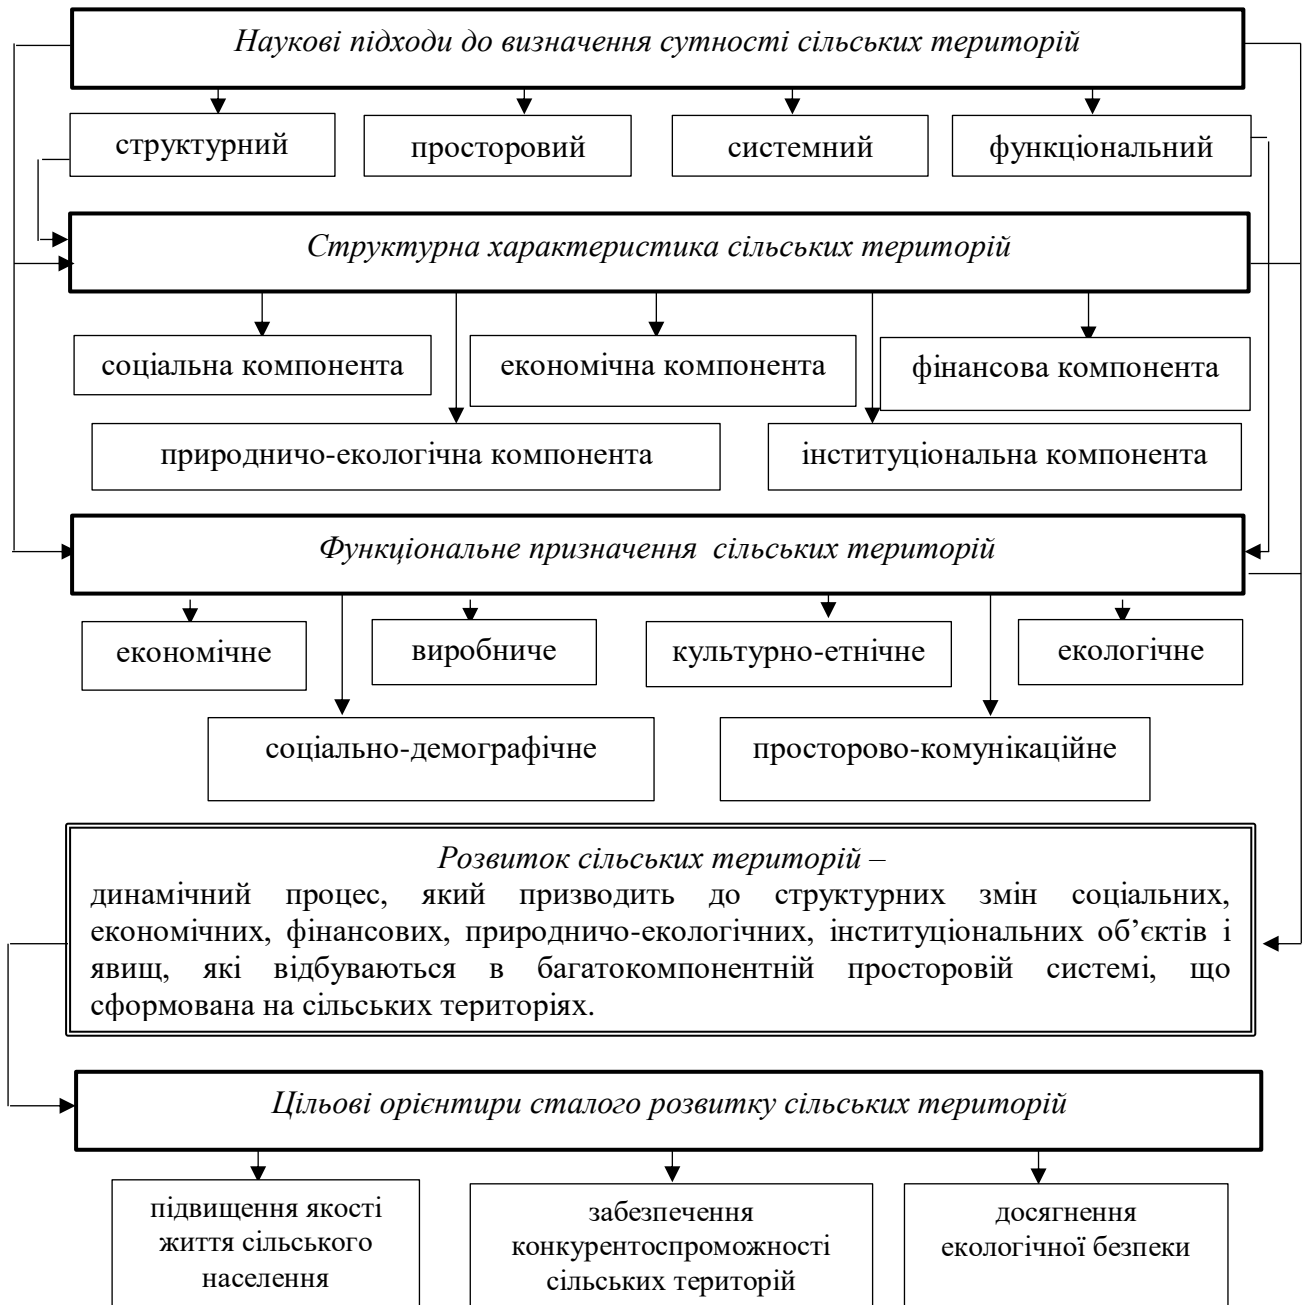 Наукові підходи до визначення сутності сільських територій
структурний
просторовий
системний
функціональний
Структурна характеристика сільських територій
соціальна компонента
економічна компонента
фінансова компонента
природничо-екологічна компонента
інституціональна компонента
Функціональне призначення сільських територій
економічне
виробниче
культурно-етнічне
екологічне
соціально-демографічне
просторово-комунікаційне
Розвиток сільських територій –
динамічний процес, який призводить до структурних змін соціальних,
економічних, фінансових, природничо-екологічних, інституціональних об’єктів і
явищ, які відбуваються в багатокомпонентній просторовій системі, що
сформована на сільських територіях.
Цільові орієнтири сталого розвитку сільських територій
підвищення якості
життя сільського
населення
забезпечення
конкурентоспроможності
сільських територій
досягнення
екологічної безпеки